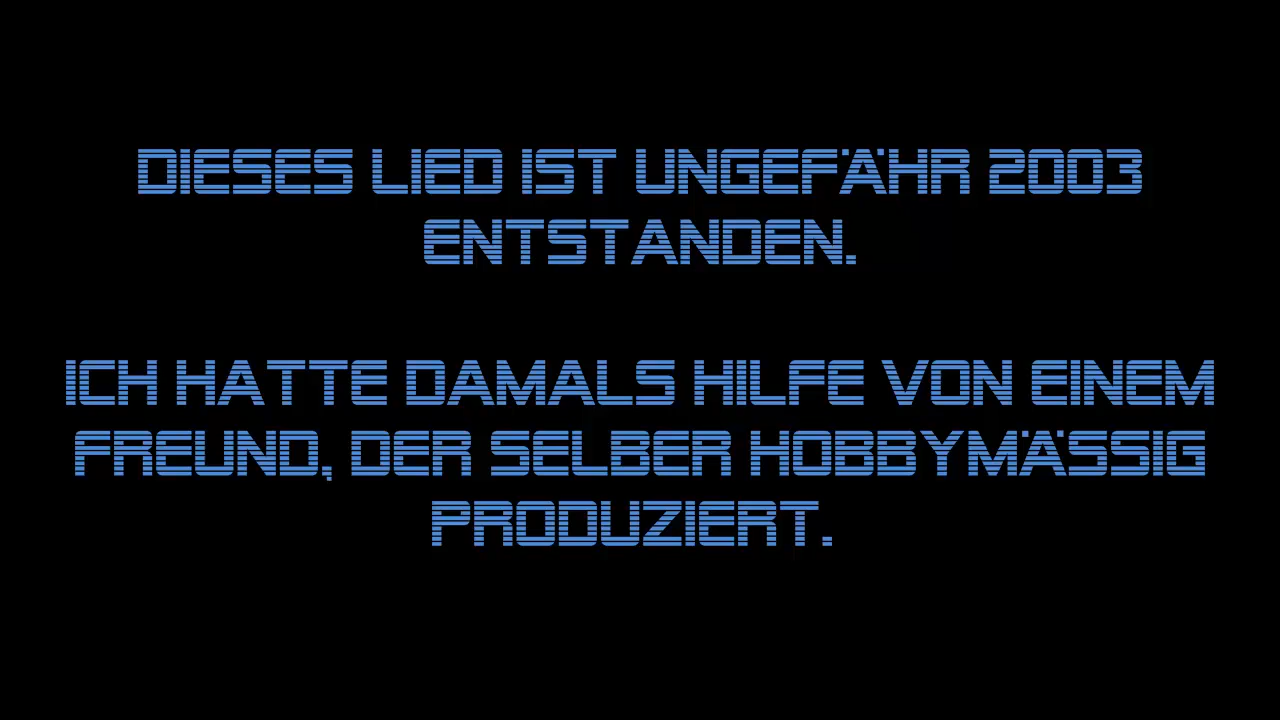 DIESES LIED IST UNGEFÄHR 2003
ENTSTANDEN.
ICH HATTE DAMALS HILFE VON EINEM
FREUND, DER SELBER HOBBYMÄSSIG
PRODUZIERT.